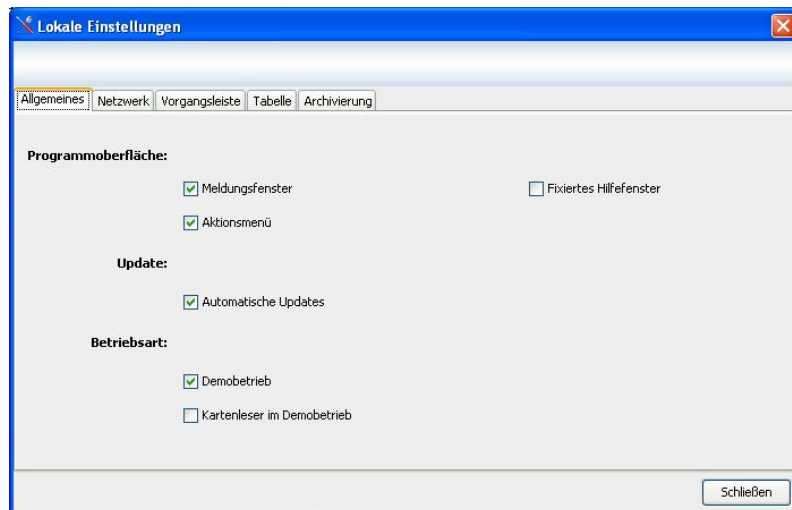 Lokale Einstellungen
Allgemeines Netzwerk Vorgangsleiste Tabelle Archivierung
Programmoberfläche:
Meldungsfenster Fixiertes Hilfefenster
Aktionsmenü
Update:
Automatische Updates
Betriebsart:
Demobetrieb
Kartenleser im Demobetrieb
Schließen